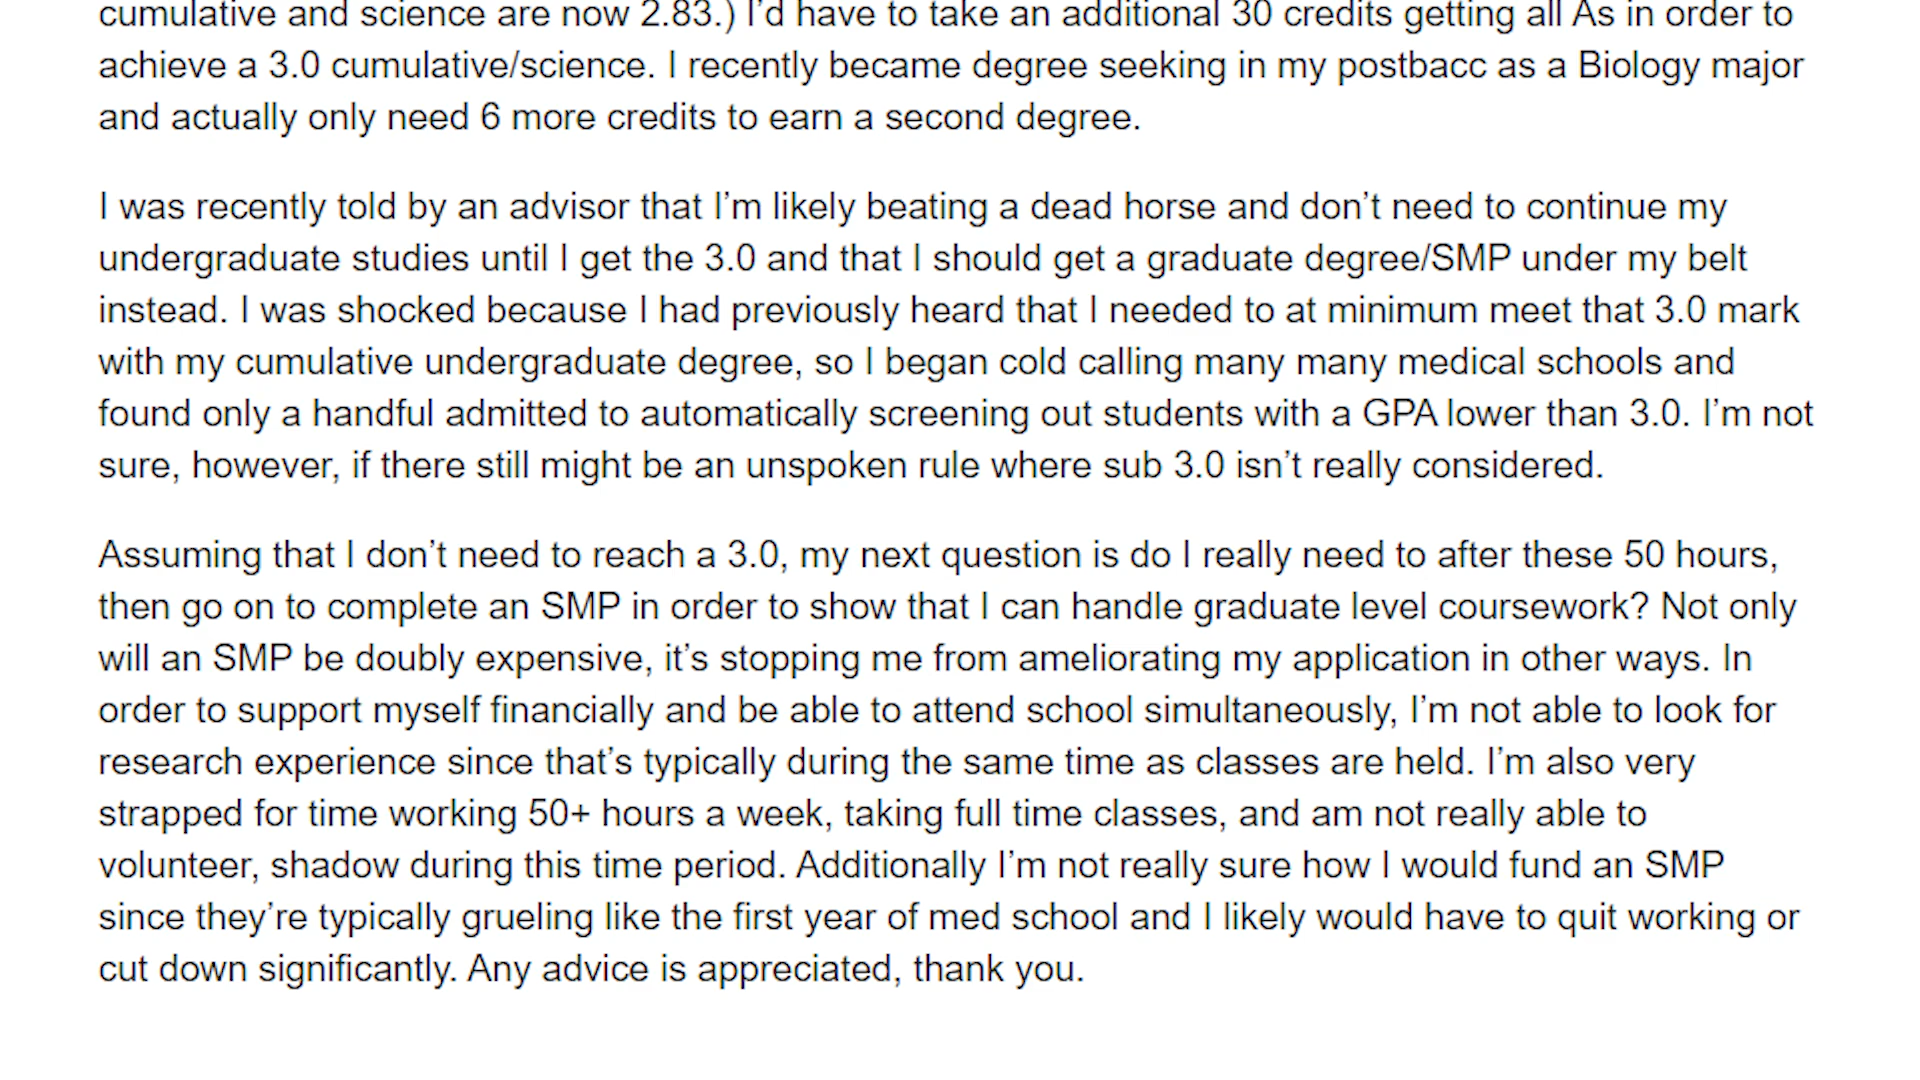 cumulative and science are now 2.83.) I’d have to take an additional 30 credits getting all As in order to
achieve a 3.0 cumulative/science. I recently became degree seeking in my postbacc as a Biology major
and actually only need 6 more credits to earn a second degree.
I was recently told by an advisor that I’m likely beating a dead horse and don’t need to continue my
undergraduate studies until I get the 3.0 and that I should get a graduate degree/SMP under my belt
instead. I was shocked because I had previously heard that I needed to at minimum meet that 3.0 mark
with my cumulative undergraduate degree, so I began cold calling many many medical schools and
found only a handful admitted to automatically screening out students with a GPA lower than 3.0. I’m not
sure, however, if there still might be an unspoken rule where sub 3.0 isn’t really considered.
Assuming that I don’t need to reach a 3.0, my next question is do I really need to after these 50 hours,
then go on to complete an SMP in order to show that I can handle graduate level coursework? Not only
will an SMP be doubly expensive, it’s stopping me from ameliorating my application in other ways. In
order to support myself financially and be able to attend school simultaneously, I’m not able to look for
research experience since that’s typically during the same time as classes are held. I’m also very
strapped for time working 50+ hours a week, taking full time classes, and am not really able to
volunteer, shadow during this time period. Additionally I’m not really sure how I would fund an SMP
since they’re typically grueling like the first year of med school and I likely would have to quit working or
cut down significantly. Any advice is appreciated, thank you.